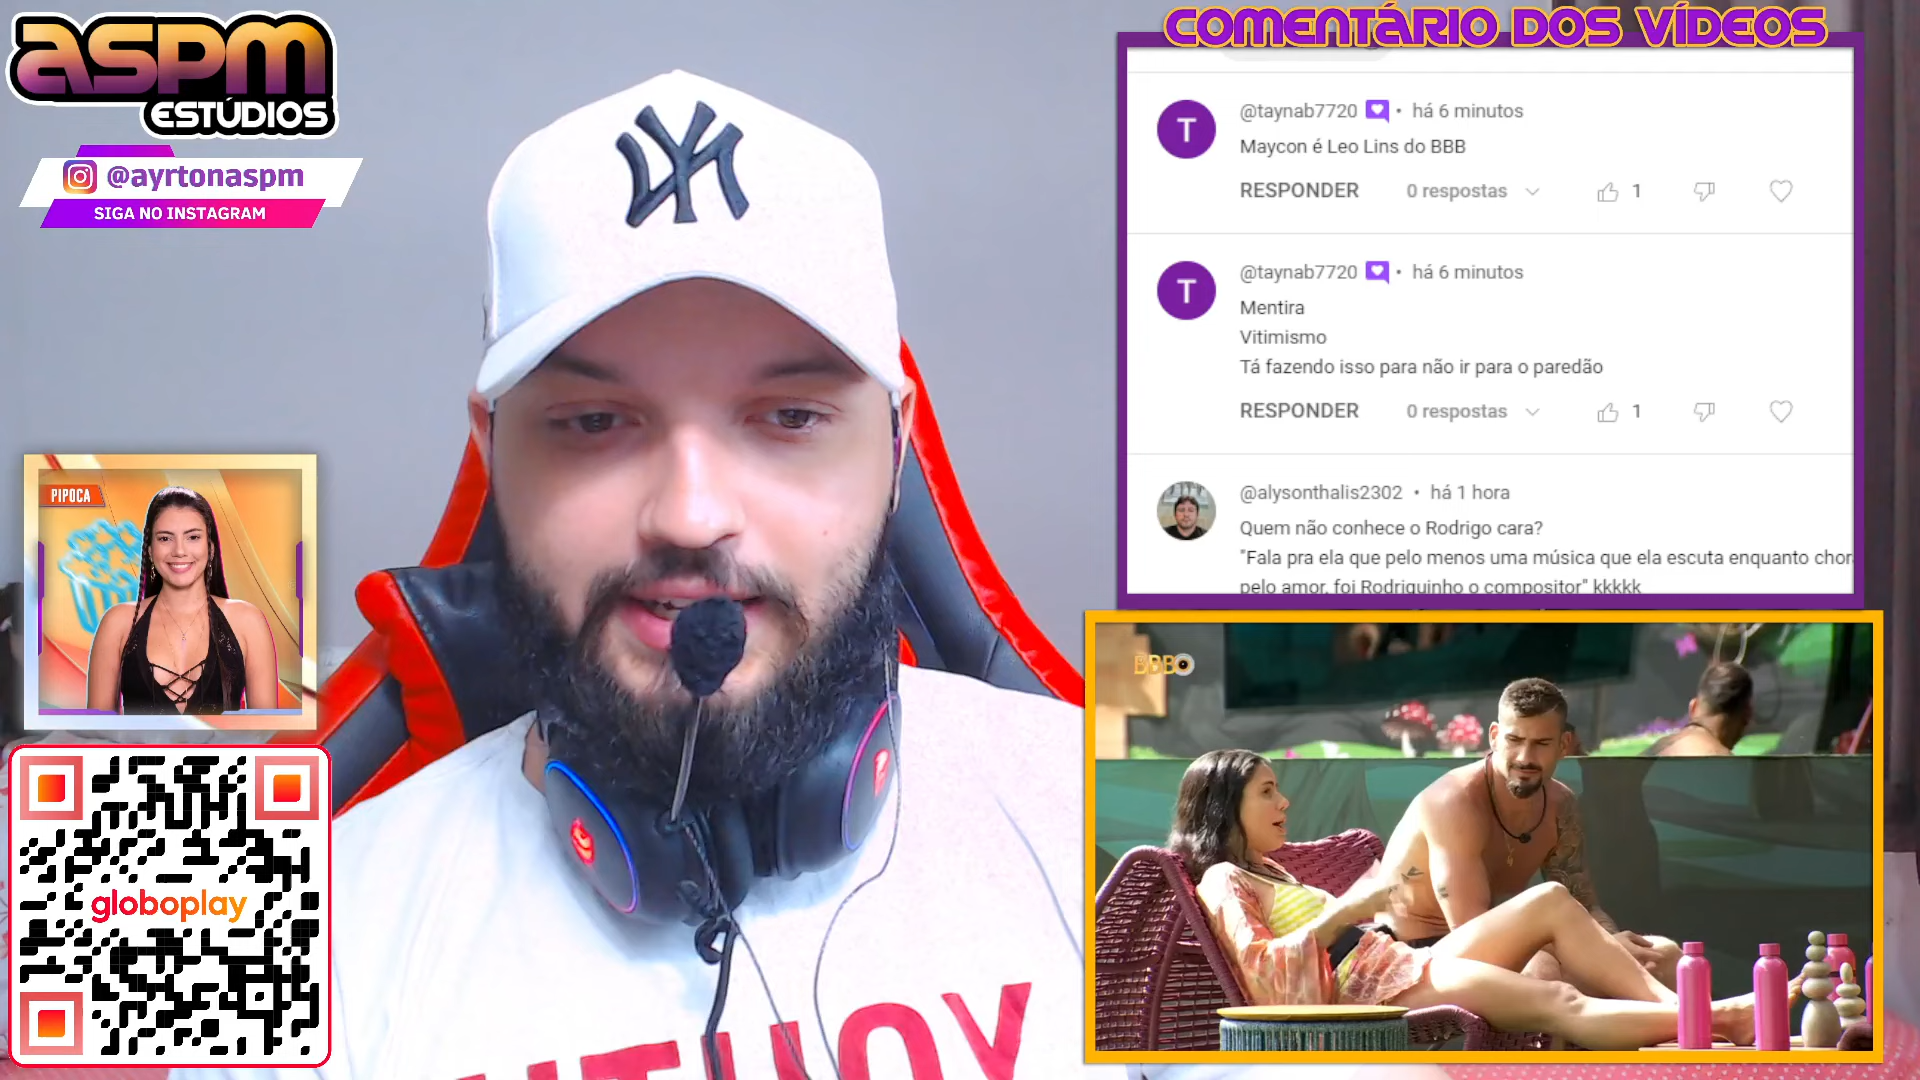 aspm
ESTÚDIOS
@ayrtonaspm
SIGA NO INSTAGRAM
PIPOCA
globoplay
COMENTÁRIO DOS VÍDEOS
@taynab7720 • há 6 minutos
T
Maycon é Leo Lins do BBB
RESPONDER 0 respostas 1
@taynab7720 • há 6 minutos
T
Mentira
Vitimismo
Tá fazendo isso para não ir para o paredão
RESPONDER 0 respostas 1
@alysonthalis2302 • há 1 hora
Quem não conhece o Rodrigo cara?
"Fala pra ela que pelo menos uma música que ela escuta enquanto chor
pelo amor, foi Rodriguinho o compositor" kkkkk
BBB
NY